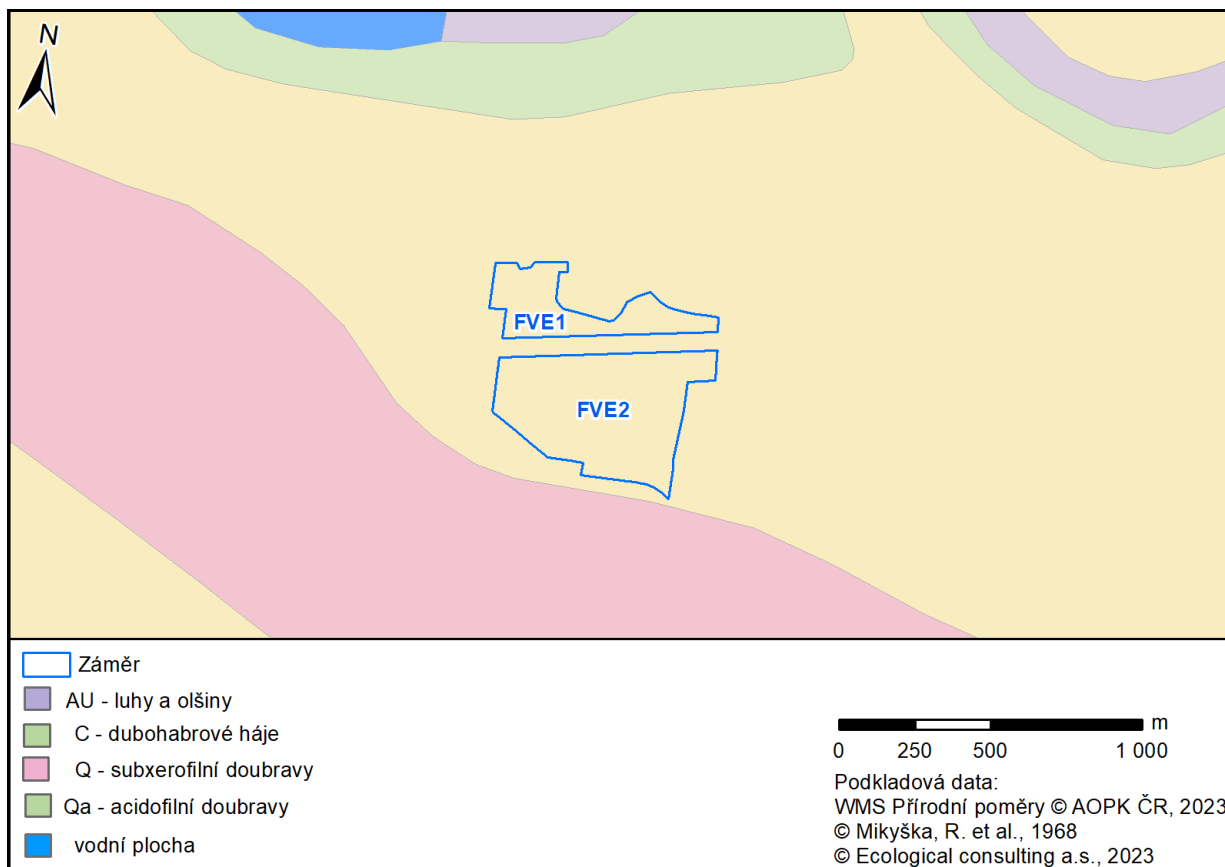 N
FVE1
FVE2
Záměr
AU - luhy a olšiny
C - dubohabrové háje
Q - subxerofilní doubravy
Qa - acidofilní doubravy
vodní plocha
m
0 250 500 1 000
Podkladová data:
WMS Přírodní poměry © AOPK ČR, 2023
© Mikyška, R. et al., 1968
© Ecological consulting a.s., 2023